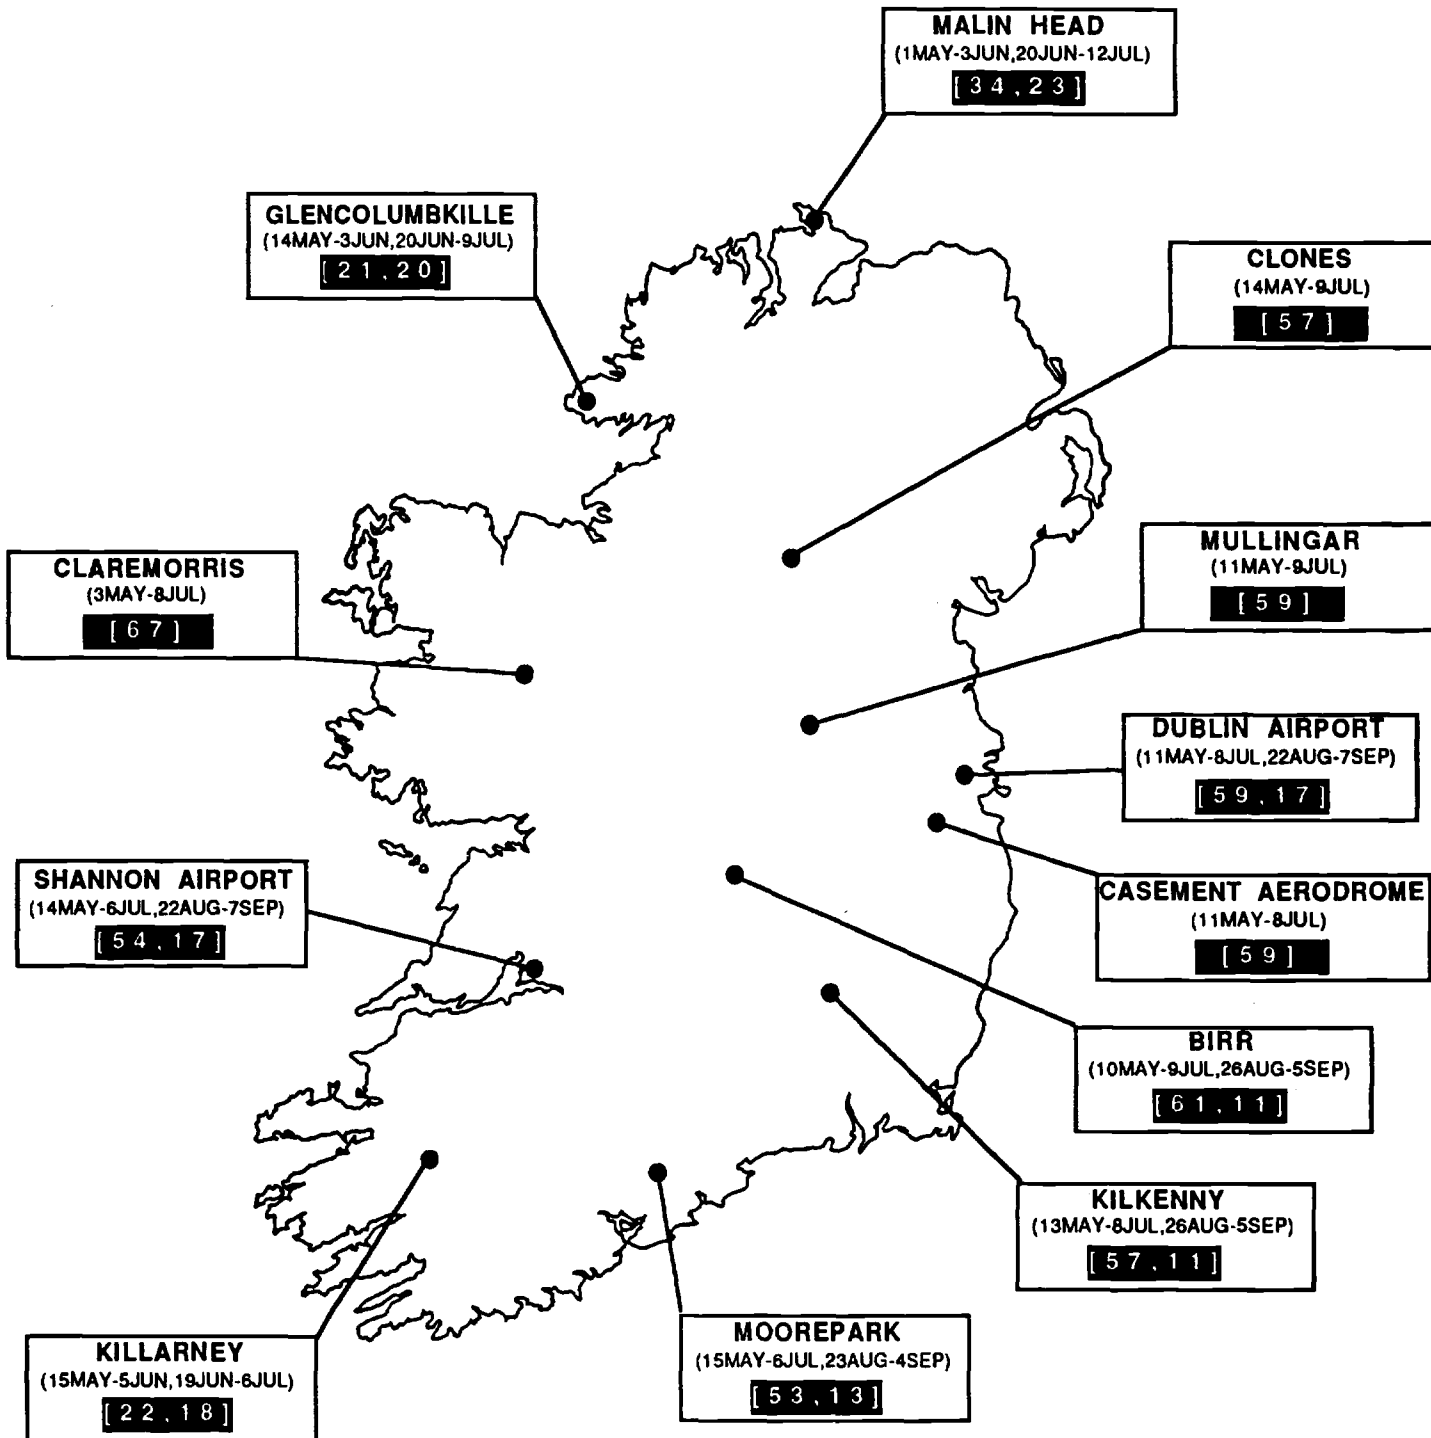 MALIN HEAD
(1MAY-3JUN,20JUN-12JUL)
[34,23]
GLENCOLUMBKILLE
(14MAY-3JUN,20JUN-9JUL)
[21,20]
CLONES
(14MAY-9JUL)
[57]
MULLINGAR
(11MAY-9JUL)
[59]
CLAREMORRIS
(3MAY-8JUL)
[67]
DUBLIN AIRPORT
(11MAY-8JUL,22AUG-7SEP)
[59,17]
SHANNON AIRPORT
(14MAY-6JUL,22AUG-7SEP)
[54,17]
CASEMENT AERODROME
(11MAY-8JUL)
[59]
BIRR
(10MAY-9JUL,26AUG-5SEP)
[61,11]
KILKENNY
(13MAY-8JUL,26AUG-5SEP)
[57,11]
MOOREPARK
(15MAY-6JUL,23AUG-4SEP)
[53,13]
KILLARNEY
(15MAY-5JUN,19JUN-6JUL)
[22,18]